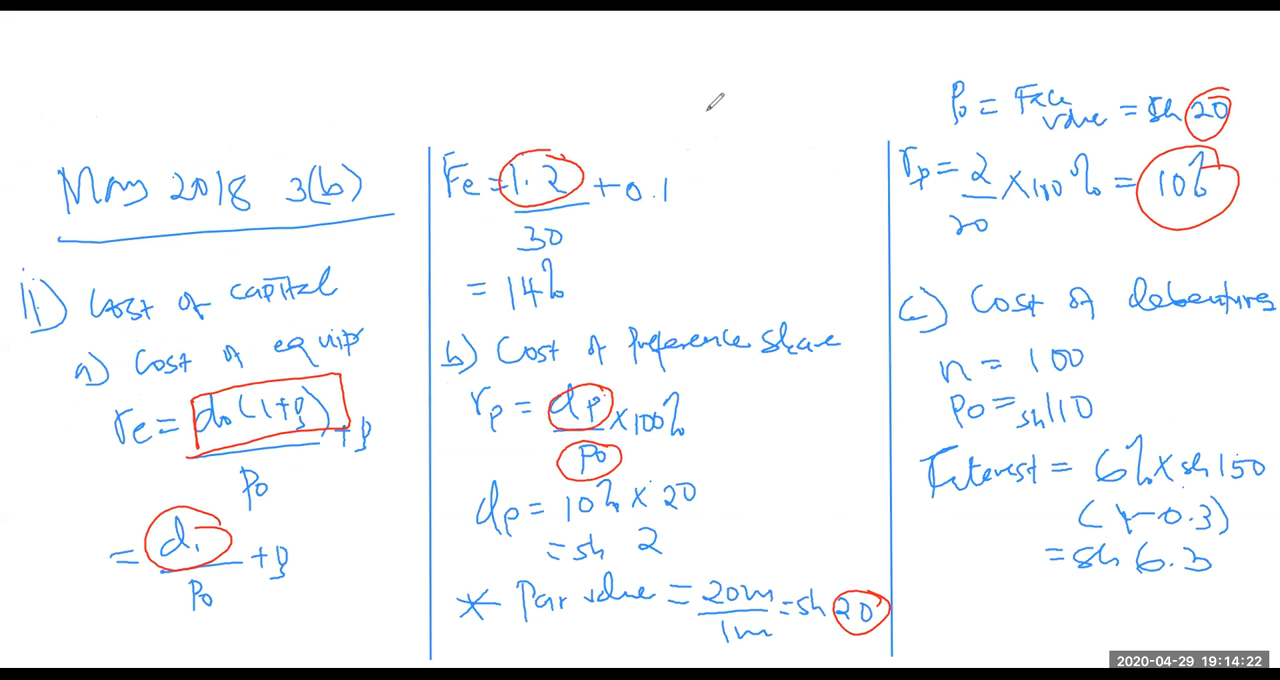 May 2018 3(b)
ii) Cost of capital
a) Cost of equity
re = d₀(1+g) + g
P₀
= d₁ + g
P₀
re = 1.2 + 0.1
30
= 14%
b) Cost of preference share
rp = dp × 100%
P₀
dp = 10% × 20
= sh 2
* Par value = 20m = sh 20
1m
P₀ = Face value = sh 20
rp = 2 × 100% = 10%
20
c) Cost of debentures
n = 100
P₀ = sh 110
Interest = 6% × sh 150
(1-0.3)
= sh 6.3
2020-04-29 19:14:22